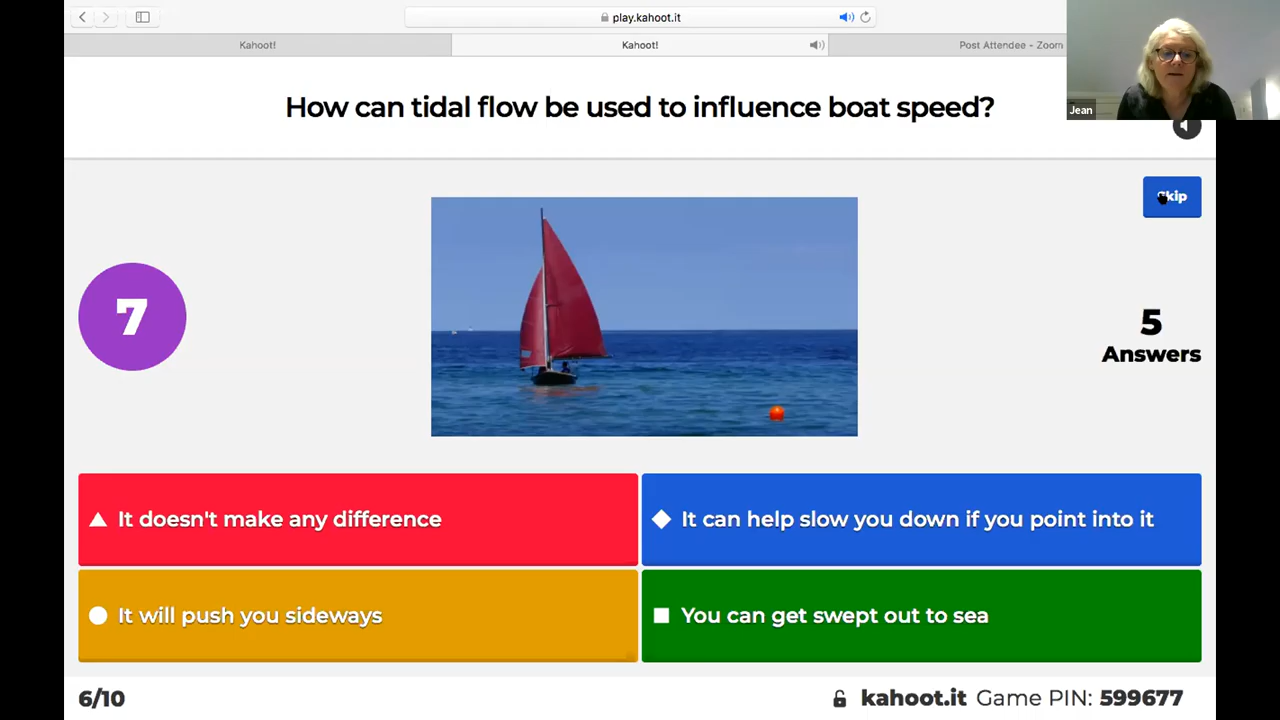 play.kahoot.it
Kahoot!
Kahoot!
Post Attendee - Zoom
Jean
How can tidal flow be used to influence boat speed?
Skip
7
5
Answers
It doesn't make any difference
It can help slow you down if you point into it
It will push you sideways
You can get swept out to sea
6/10
kahoot.it Game PIN: 599677